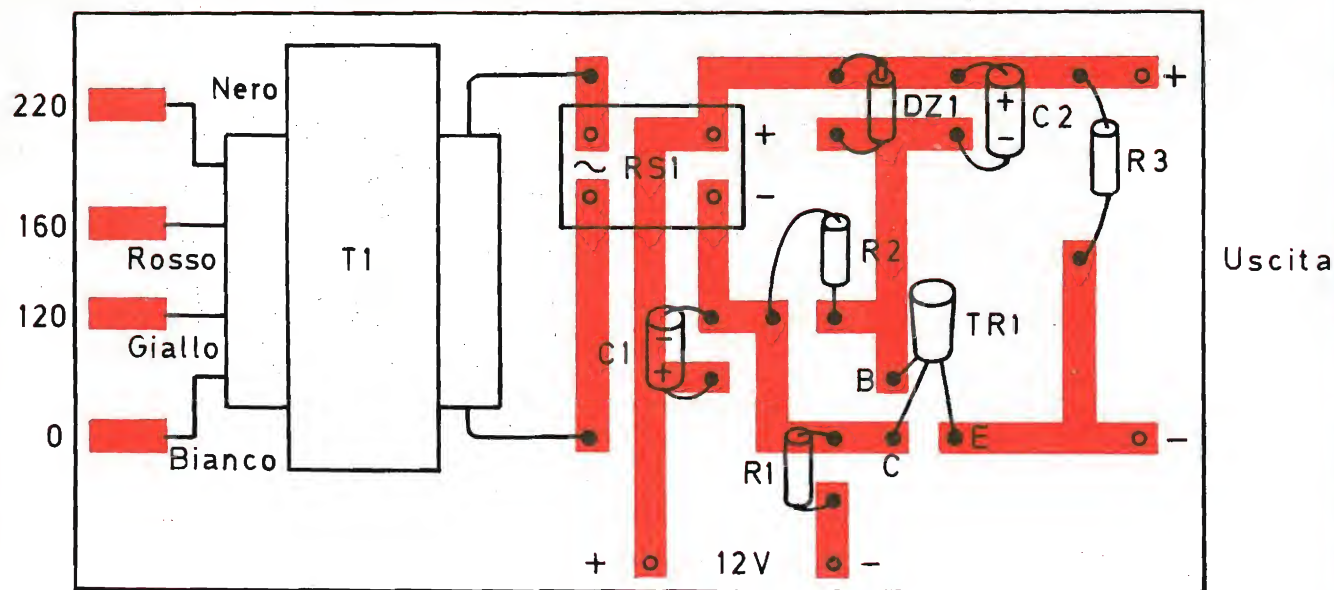 220
Nero
160
Rosso
120
Giallo
0
Bianco
T1
~ RS1
+
-
C1
-
+
DZ1
+
-
C2
R3
+
R2
TR1
B
C
E
-
R1
+ 12V -
Uscita